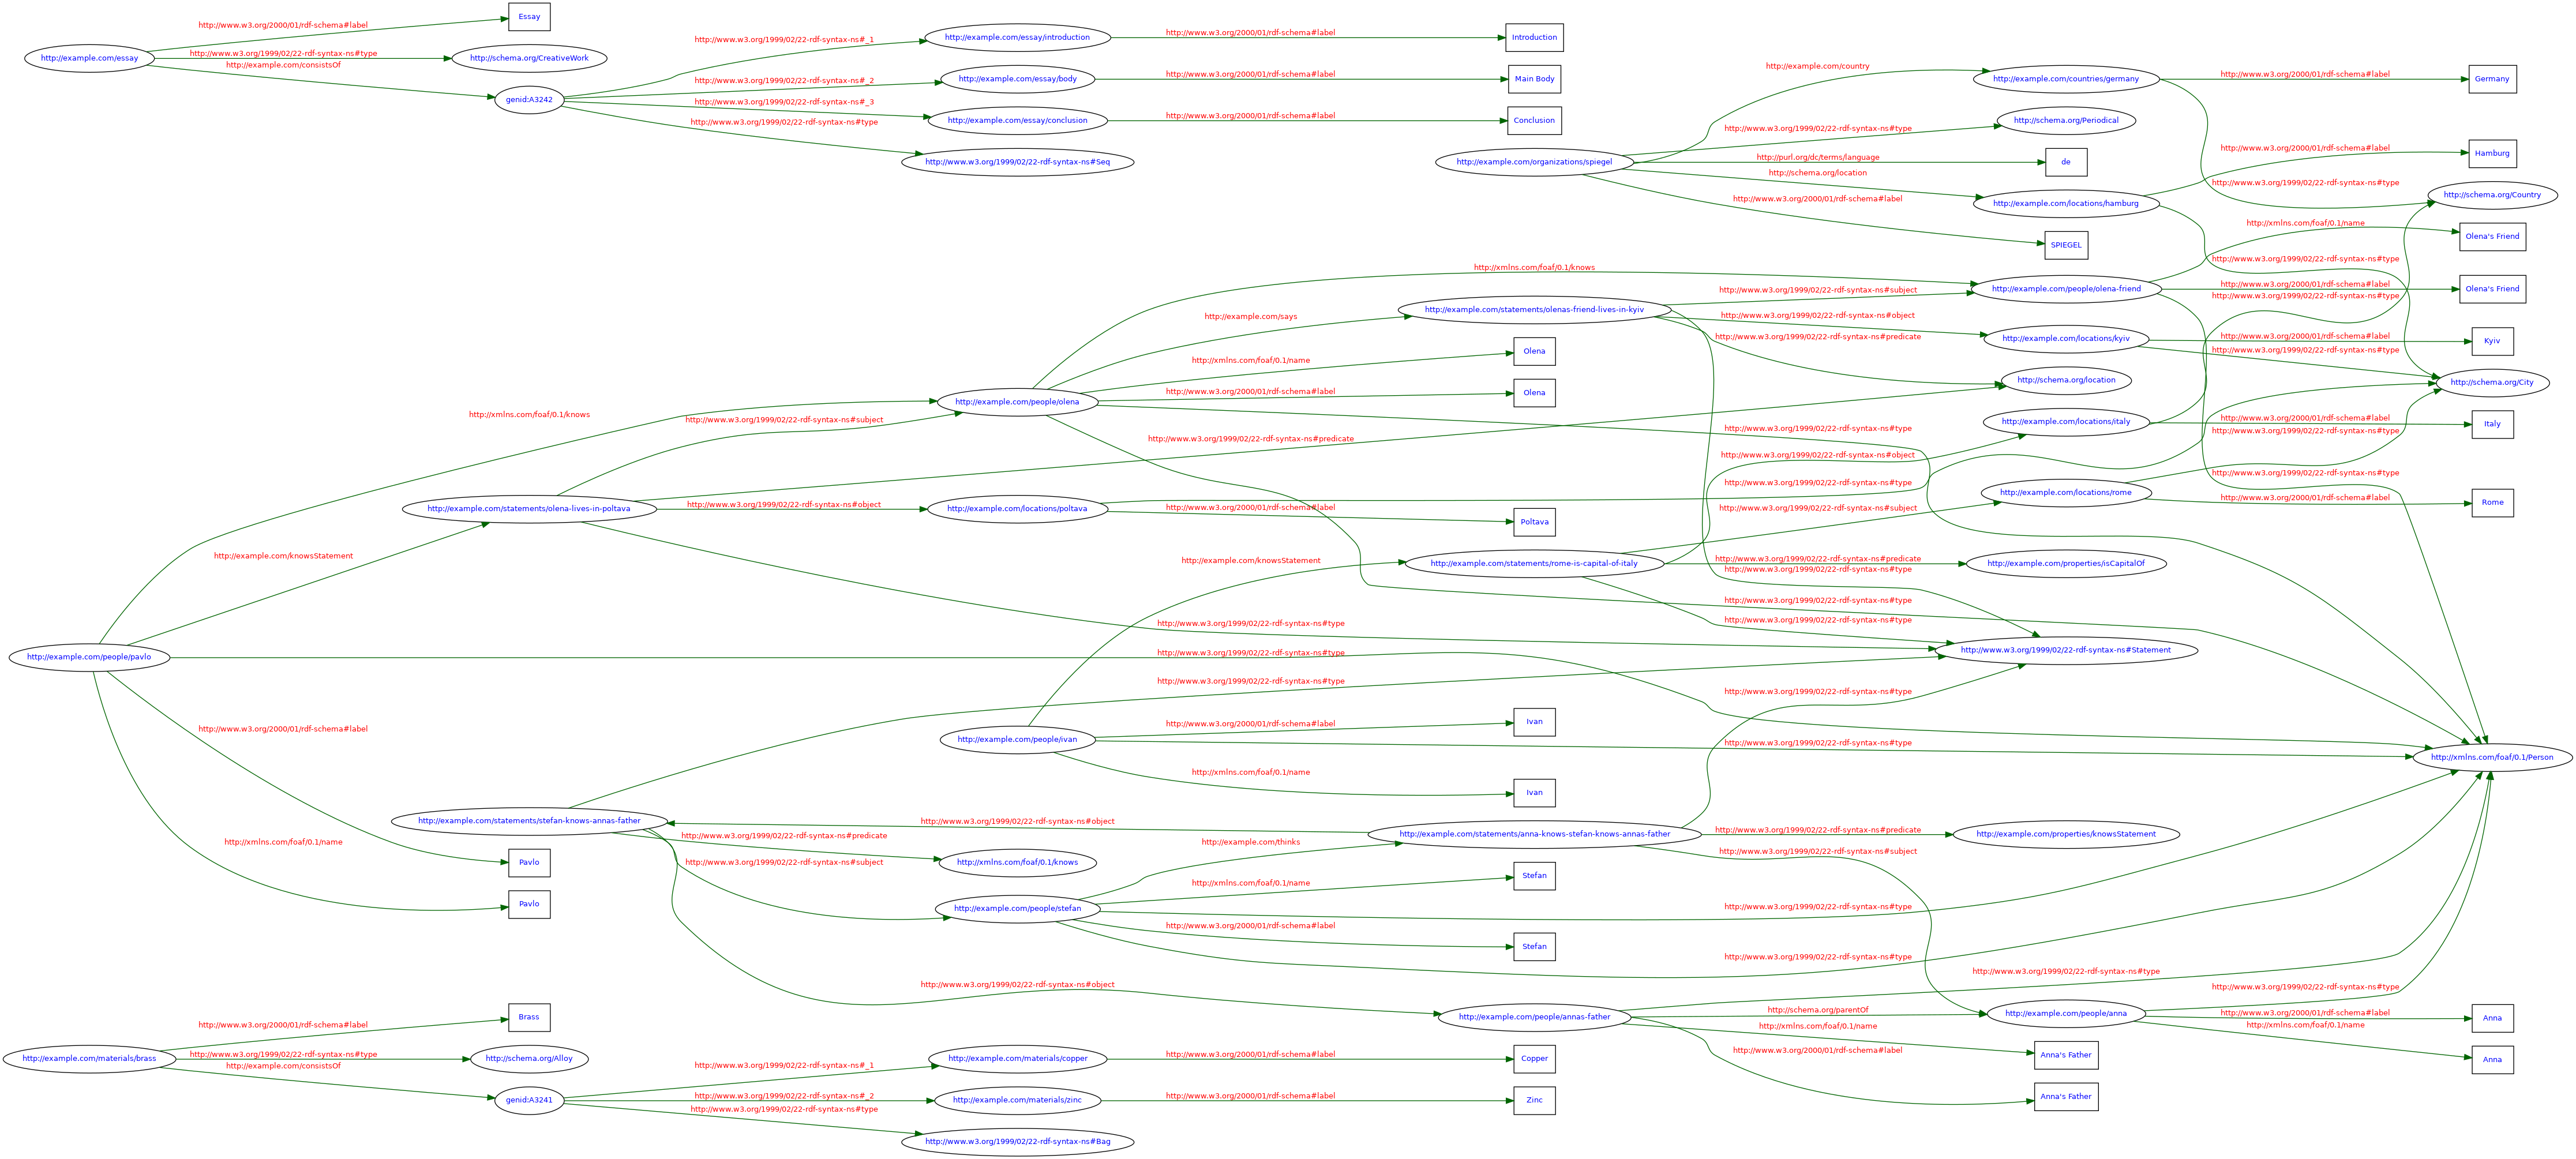 http://example.com/essay
http://www.w3.org/2000/01/rdf-schema#label
Essay
http://www.w3.org/1999/02/22-rdf-syntax-ns#type
http://schema.org/CreativeWork
http://example.com/consistsOf
genid:A3242
http://www.w3.org/1999/02/22-rdf-syntax-ns#_1
http://example.com/essay/introduction
http://www.w3.org/2000/01/rdf-schema#label
Introduction
http://www.w3.org/1999/02/22-rdf-syntax-ns#_2
http://example.com/essay/body
http://www.w3.org/2000/01/rdf-schema#label
Main Body
http://www.w3.org/1999/02/22-rdf-syntax-ns#_3
http://example.com/essay/conclusion
http://www.w3.org/2000/01/rdf-schema#label
Conclusion
http://www.w3.org/1999/02/22-rdf-syntax-ns#type
http://www.w3.org/1999/02/22-rdf-syntax-ns#Seq
http://example.com/organizations/spiegel
http://example.com/country
http://example.com/countries/germany
http://www.w3.org/2000/01/rdf-schema#label
Germany
http://www.w3.org/1999/02/22-rdf-syntax-ns#type
http://schema.org/Periodical
http://purl.org/dc/terms/language
de
http://schema.org/location
http://example.com/locations/hamburg
http://www.w3.org/2000/01/rdf-schema#label
Hamburg
http://www.w3.org/1999/02/22-rdf-syntax-ns#type
http://schema.org/Country
http://www.w3.org/2000/01/rdf-schema#label
SPIEGEL
http://xmlns.com/foaf/0.1/name
Olena's Friend
http://www.w3.org/1999/02/22-rdf-syntax-ns#type
http://xmlns.com/foaf/0.1/knows
http://example.com/people/olena-friend
http://www.w3.org/2000/01/rdf-schema#label
Olena's Friend
http://www.w3.org/1999/02/22-rdf-syntax-ns#type
http://example.com/statements/olenas-friend-lives-in-kyiv
http://www.w3.org/1999/02/22-rdf-syntax-ns#subject
http://www.w3.org/1999/02/22-rdf-syntax-ns#object
http://www.w3.org/1999/02/22-rdf-syntax-ns#predicate
http://example.com/locations/kyiv
http://www.w3.org/2000/01/rdf-schema#label
Kyiv
http://www.w3.org/1999/02/22-rdf-syntax-ns#type
http://example.com/says
http://xmlns.com/foaf/0.1/name
Olena
http://schema.org/location
http://schema.org/City
http://www.w3.org/2000/01/rdf-schema#label
Olena
http://example.com/people/olena
http://xmlns.com/foaf/0.1/knows
http://www.w3.org/1999/02/22-rdf-syntax-ns#subject
http://www.w3.org/1999/02/22-rdf-syntax-ns#type
http://example.com/locations/italy
http://www.w3.org/2000/01/rdf-schema#label
Italy
http://www.w3.org/1999/02/22-rdf-syntax-ns#type
http://www.w3.org/1999/02/22-rdf-syntax-ns#predicate
http://www.w3.org/1999/02/22-rdf-syntax-ns#object
http://www.w3.org/1999/02/22-rdf-syntax-ns#type
http://www.w3.org/1999/02/22-rdf-syntax-ns#type
http://example.com/locations/rome
http://www.w3.org/2000/01/rdf-schema#label
Rome
http://example.com/statements/olena-lives-in-poltava
http://www.w3.org/1999/02/22-rdf-syntax-ns#object
http://example.com/locations/poltava
http://www.w3.org/2000/01/rdf-schema#label
Poltava
http://www.w3.org/1999/02/22-rdf-syntax-ns#subject
http://example.com/knowsStatement
http://example.com/knowsStatement
http://example.com/statements/rome-is-capital-of-italy
http://www.w3.org/1999/02/22-rdf-syntax-ns#predicate
http://example.com/properties/isCapitalOf
http://www.w3.org/1999/02/22-rdf-syntax-ns#type
http://www.w3.org/1999/02/22-rdf-syntax-ns#type
http://www.w3.org/1999/02/22-rdf-syntax-ns#type
http://www.w3.org/1999/02/22-rdf-syntax-ns#type
http://www.w3.org/1999/02/22-rdf-syntax-ns#Statement
http://example.com/people/pavlo
http://www.w3.org/1999/02/22-rdf-syntax-ns#type
http://www.w3.org/1999/02/22-rdf-syntax-ns#type
http://www.w3.org/1999/02/22-rdf-syntax-ns#type
http://www.w3.org/2000/01/rdf-schema#label
http://example.com/people/ivan
http://www.w3.org/2000/01/rdf-schema#label
Ivan
http://www.w3.org/1999/02/22-rdf-syntax-ns#type
http://xmlns.com/foaf/0.1/Person
http://xmlns.com/foaf/0.1/name
Ivan
http://example.com/statements/stefan-knows-annas-father
http://www.w3.org/1999/02/22-rdf-syntax-ns#object
http://example.com/statements/anna-knows-stefan-knows-annas-father
http://www.w3.org/1999/02/22-rdf-syntax-ns#predicate
http://example.com/properties/knowsStatement
http://www.w3.org/1999/02/22-rdf-syntax-ns#predicate
http://xmlns.com/foaf/0.1/name
http://example.com/thinks
http://www.w3.org/1999/02/22-rdf-syntax-ns#subject
Pavlo
http://www.w3.org/1999/02/22-rdf-syntax-ns#subject
http://xmlns.com/foaf/0.1/knows
http://xmlns.com/foaf/0.1/name
Stefan
Pavlo
http://example.com/people/stefan
http://www.w3.org/1999/02/22-rdf-syntax-ns#type
http://www.w3.org/2000/01/rdf-schema#label
Stefan
http://www.w3.org/1999/02/22-rdf-syntax-ns#type
http://www.w3.org/1999/02/22-rdf-syntax-ns#type
http://www.w3.org/1999/02/22-rdf-syntax-ns#object
http://www.w3.org/1999/02/22-rdf-syntax-ns#type
http://example.com/people/annas-father
http://schema.org/parentOf
http://example.com/people/anna
http://www.w3.org/2000/01/rdf-schema#label
Anna
http://xmlns.com/foaf/0.1/name
http://xmlns.com/foaf/0.1/name
Anna
http://www.w3.org/2000/01/rdf-schema#label
Anna's Father
Anna's Father
http://www.w3.org/2000/01/rdf-schema#label
Brass
http://example.com/materials/brass
http://www.w3.org/1999/02/22-rdf-syntax-ns#type
http://schema.org/Alloy
http://example.com/consistsOf
genid:A3241
http://www.w3.org/1999/02/22-rdf-syntax-ns#_1
http://example.com/materials/copper
http://www.w3.org/2000/01/rdf-schema#label
Copper
http://www.w3.org/1999/02/22-rdf-syntax-ns#_2
http://example.com/materials/zinc
http://www.w3.org/2000/01/rdf-schema#label
Zinc
http://www.w3.org/1999/02/22-rdf-syntax-ns#type
http://www.w3.org/1999/02/22-rdf-syntax-ns#Bag